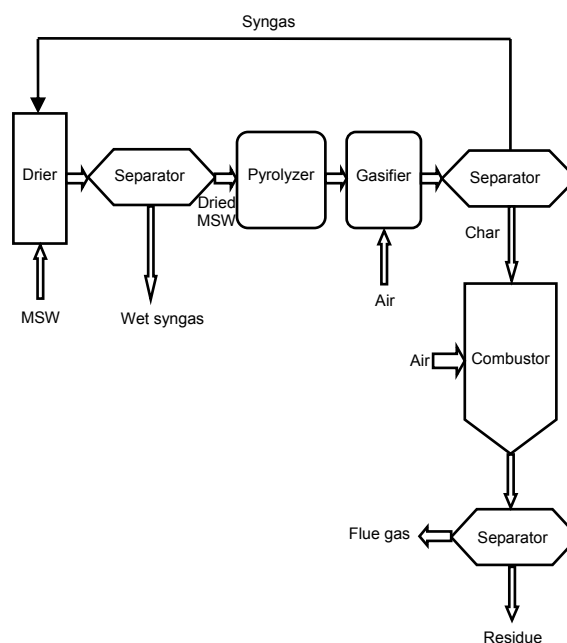 Syngas
Drier
Separator
Pyrolyzer
Gasifier
Separator
Dried
MSW
Char
MSW
Wet syngas
Air
Air
Combustor
Flue gas
Separator
Residue